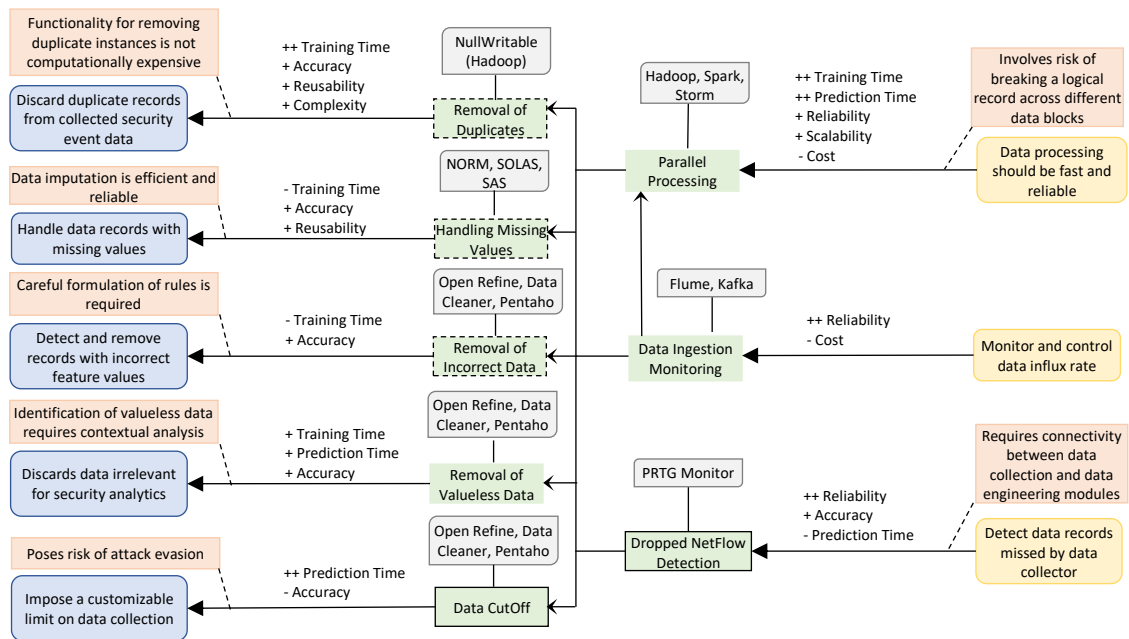 Functionality for removing
duplicate instances is not
computationally expensive
Discard duplicate records
from collected security
event data
++ Training Time
+ Accuracy
+ Reusability
+ Complexity
NullWritable
(Hadoop)
Removal of
Duplicates
Data imputation is efficient and
reliable
Handle data records with
missing values
- Training Time
+ Accuracy
+ Reusability
NORM, SOLAS,
SAS
Handling Missing
Values
Careful formulation of rules is
required
Detect and remove
records with incorrect
feature values
- Training Time
+ Accuracy
Open Refine, Data
Cleaner, Pentaho
Removal of
Incorrect Data
Identification of valueless data
requires contextual analysis
Discards data irrelevant
for security analytics
+ Training Time
+ Prediction Time
+ Accuracy
Open Refine, Data
Cleaner, Pentaho
Removal of
Valueless Data
Poses risk of attack evasion
Impose a customizable
limit on data collection
++ Prediction Time
- Accuracy
Open Refine, Data
Cleaner, Pentaho
Data CutOff
Hadoop, Spark,
Storm
Parallel
Processing
++ Training Time
++ Prediction Time
+ Reliability
+ Scalability
- Cost
Involves risk of
breaking a logical
record across different
data blocks
Data processing
should be fast and
reliable
Flume, Kafka
Data Ingestion
Monitoring
++ Reliability
- Cost
Monitor and control
data influx rate
PRTG Monitor
Dropped NetFlow
Detection
++ Reliability
+ Accuracy
- Prediction Time
Requires connectivity
between data
collection and data
engineering modules
Detect data records
missed by data
collector